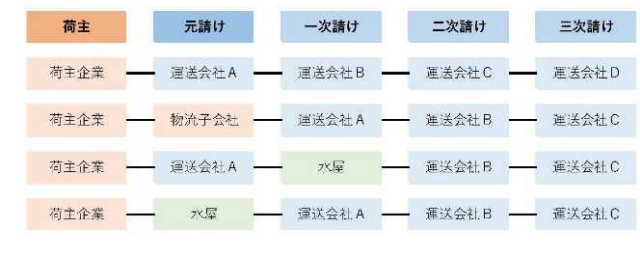 荷主 元請け 一次請け 二次請け 三次請け
荷主企業 運送会社A 運送会社B 運送会社C 運送会社D
荷主企業 物流子会社 運送会社A 運送会社B 運送会社C
荷主企業 運送会社A 水屋 運送会社B 運送会社C
荷主企業 水屋 運送会社A 運送会社B 運送会社C